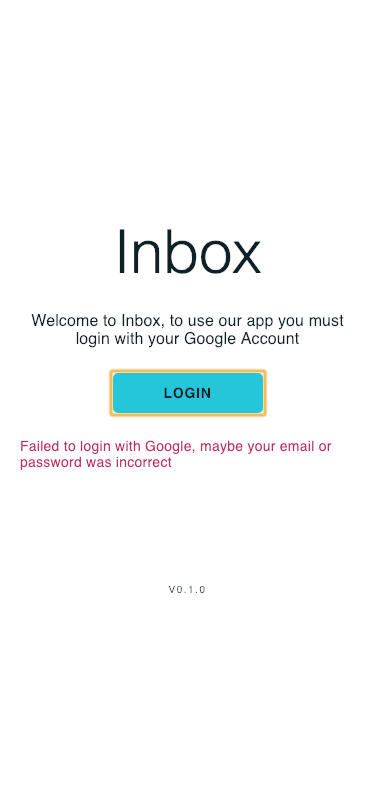 Inbox
Welcome to Inbox, to use our app you must
login with your Google Account
LOGIN
Failed to login with Google, maybe your email or
password was incorrect
V0.1.0